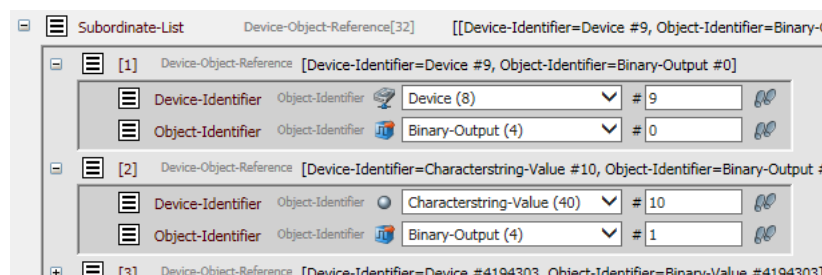 Subordinate-List Device-Object-Reference[32] [[Device-Identifier=Device #9, Object-Identifier=Binary-
[1] Device-Object-Reference [Device-Identifier=Device #9, Object-Identifier=Binary-Output #0]
Device-Identifier Object-Identifier Device (8) # 9
Object-Identifier Object-Identifier Binary-Output (4) # 0
[2] Device-Object-Reference [Device-Identifier=Characterstring-Value #10, Object-Identifier=Binary-Output #
Device-Identifier Object-Identifier Characterstring-Value (40) # 10
Object-Identifier Object-Identifier Binary-Output (4) # 1
[3] Device-Object-Reference [Device-Identifier=Device #4194303, Object-Identifier=Binary-Value #4194303]